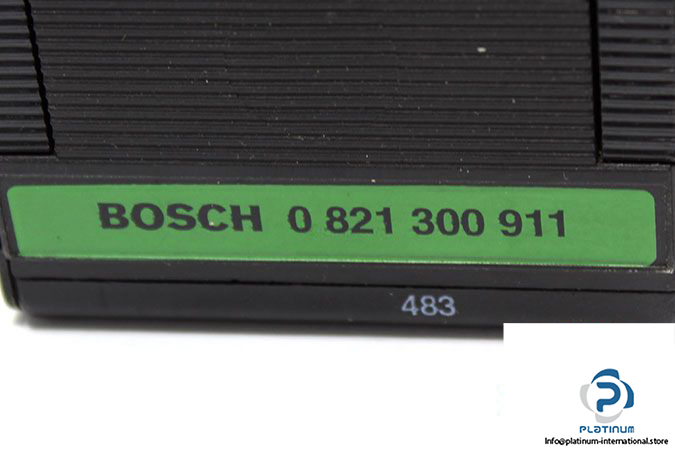 BOSCH 0 821 300 911
483
PLATINUM
Info@platinum-international.store